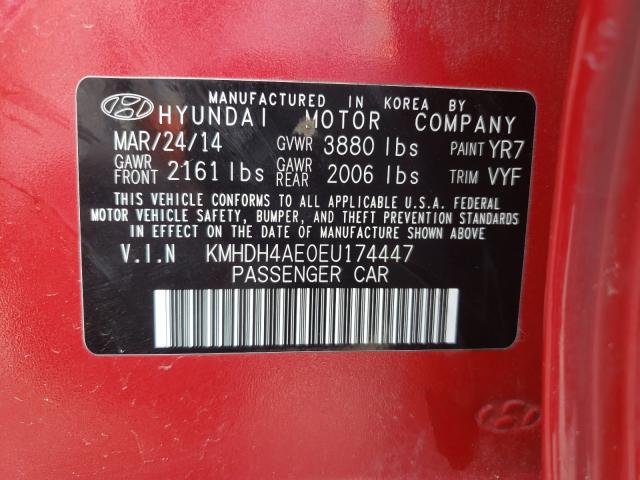 MANUFACTURED IN KOREA BY
HYUNDAI MOTOR COMPANY
MAR/24/14 GVWR 3880 lbs PAINT YR7
GAWR FRONT 2161 lbs GAWR REAR 2006 lbs TRIM VYF
THIS VEHICLE CONFORMS TO ALL APPLICABLE U.S.A. FEDERAL
MOTOR VEHICLE SAFETY, BUMPER, AND THEFT PREVENTION STANDARDS
IN EFFECT ON THE DATE OF MANUFACTURE SHOWN ABOVE.
V.I.N KMHDH4AE0EU174447
PASSENGER CAR